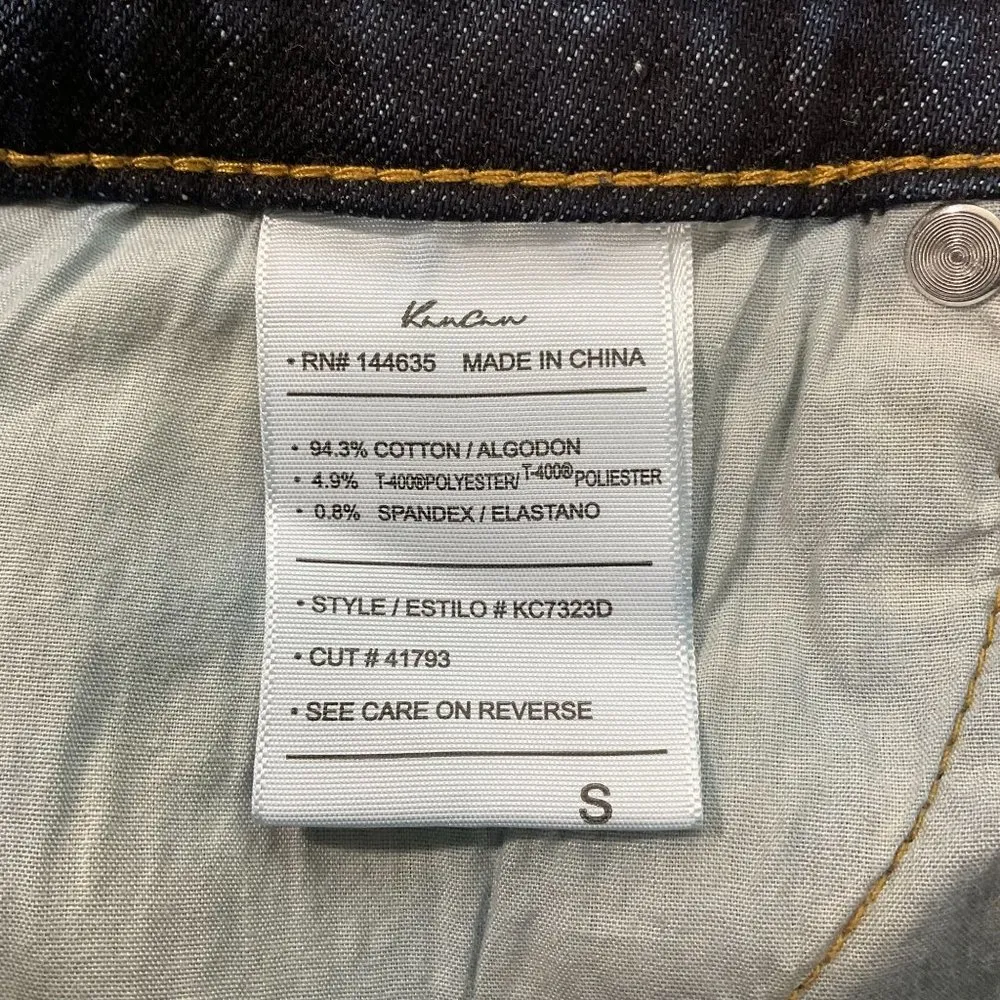 KanCan
• RN# 144635 MADE IN CHINA
• 94.3% COTTON / ALGODON
• 4.9% T-400®POLYESTER/ T-400® POLIESTER
• 0.8% SPANDEX / ELASTANO
• STYLE / ESTILO # KC7323D
• CUT # 41793
• SEE CARE ON REVERSE
S